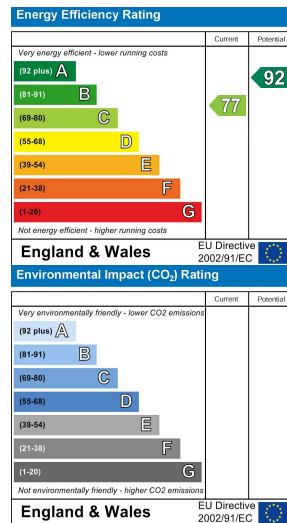 Energy Efficiency Rating
Current Potential
Very energy efficient - lower running costs
(92 plus) A
(81-91) B
(69-80) C
(55-68) D
(39-54) E
(21-38) F
(1-20) G
77
92
Not energy efficient - higher running costs
England & Wales
EU Directive
2002/91/EC
Environmental Impact (CO₂) Rating
Current Potential
Very environmentally friendly - lower CO2 emissions
(92 plus) A
(81-91) B
(69-80) C
(55-68) D
(39-54) E
(21-38) F
(1-20) G
Not environmentally friendly - higher CO2 emissions
England & Wales
EU Directive
2002/91/EC